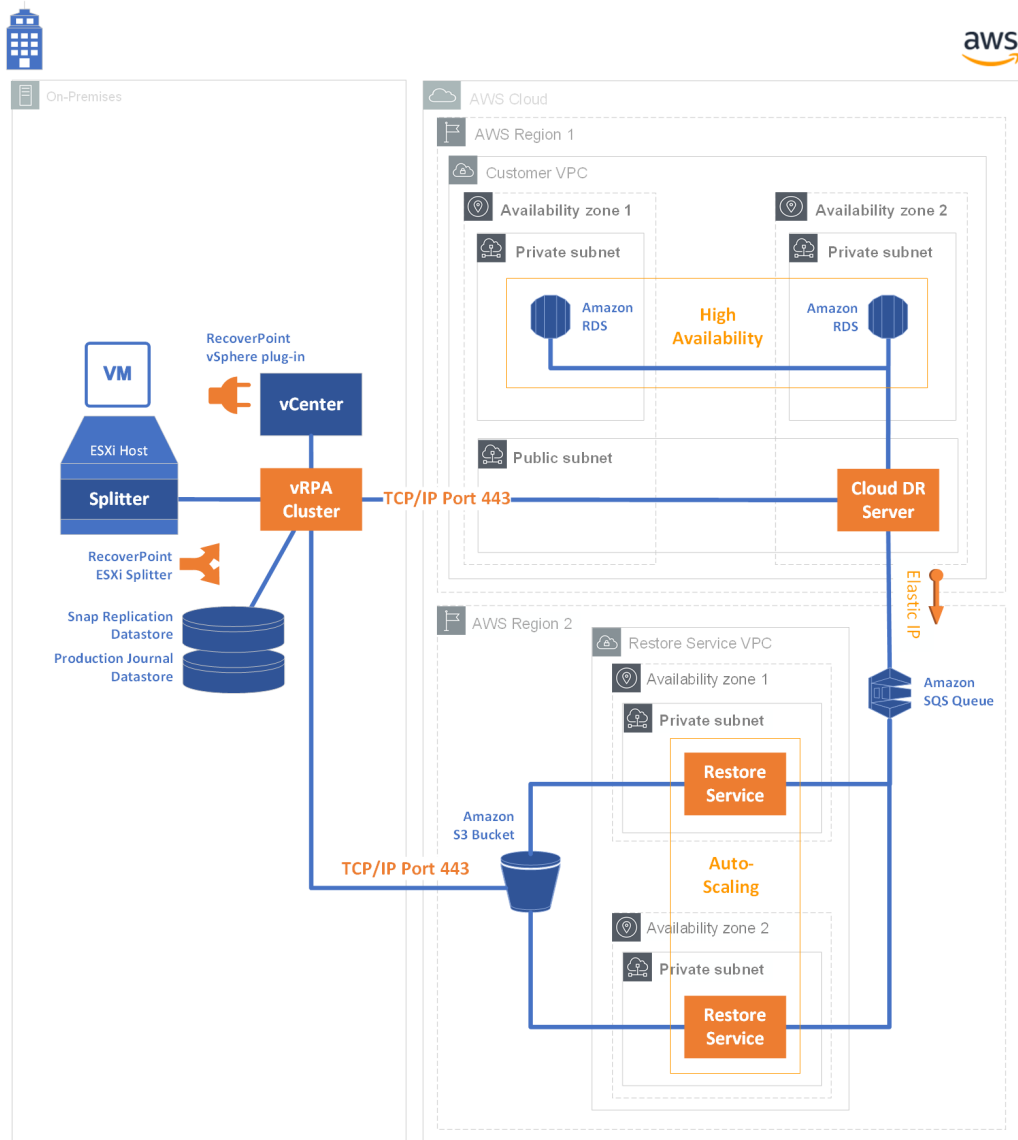 aws
On-Premises
AWS Cloud
AWS Region 1
Customer VPC
Availability zone 1
Availability zone 2
Private subnet
Private subnet
Amazon
RDS
High
Availability
Amazon
RDS
RecoverPoint
vSphere plug-in
VM
vCenter
ESXi Host
Splitter
vRPA
Cluster
TCP/IP Port 443
Public subnet
Cloud DR
Server
RecoverPoint
ESXi Splitter
Snap Replication
Datastore
Production Journal
Datastore
Elastic IP
AWS Region 2
Restore Service VPC
Availability zone 1
Private subnet
Amazon
SQS Queue
Restore
Service
Amazon
S3 Bucket
TCP/IP Port 443
Auto-
Scaling
Availability zone 2
Private subnet
Restore
Service